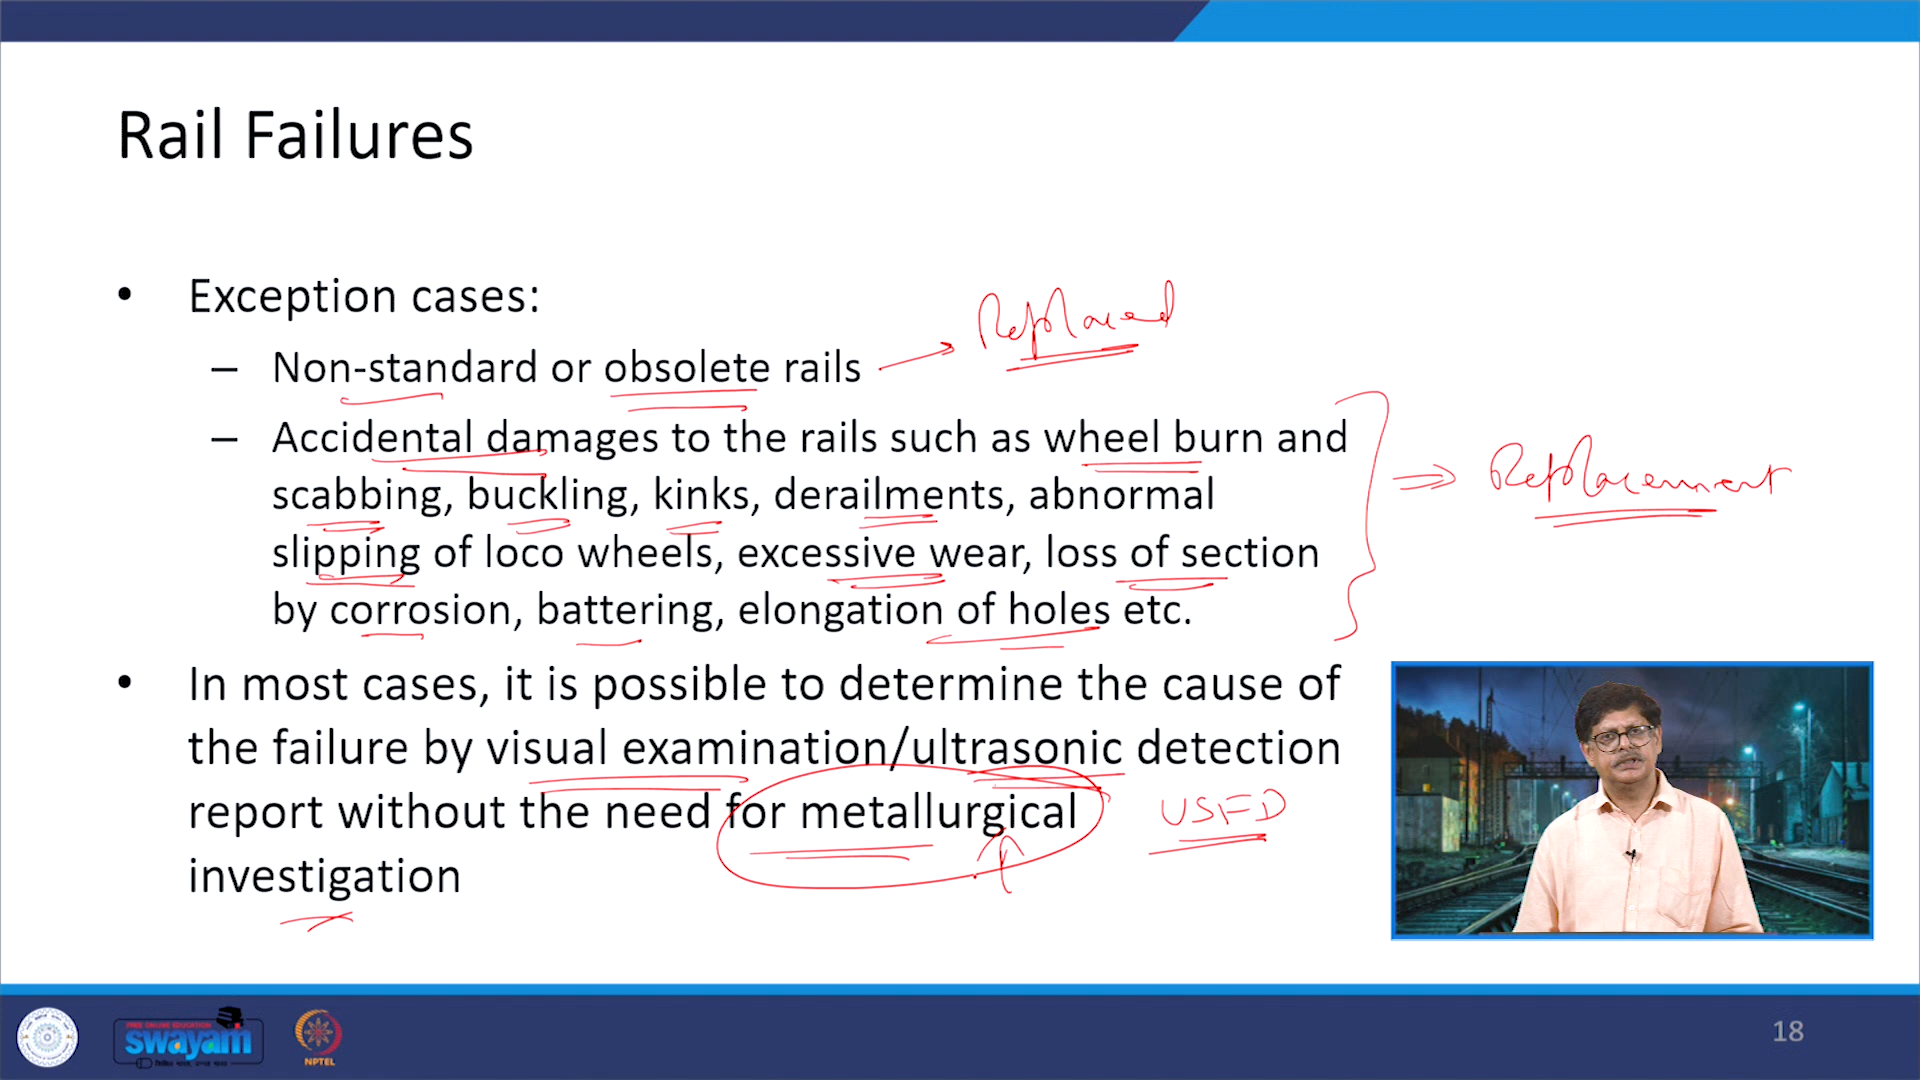 Rail Failures
• Exception cases:
– Non-standard or obsolete rails
Replaced
– Accidental damages to the rails such as wheel burn and
scabbing, buckling, kinks, derailments, abnormal
slipping of loco wheels, excessive wear, loss of section
by corrosion, battering, elongation of holes etc.
Replacement
• In most cases, it is possible to determine the cause of
the failure by visual examination/ultrasonic detection
report without the need for metallurgical
USFD
investigation
FREE ONLINE EDUCATION
swayam
NPTEL
18